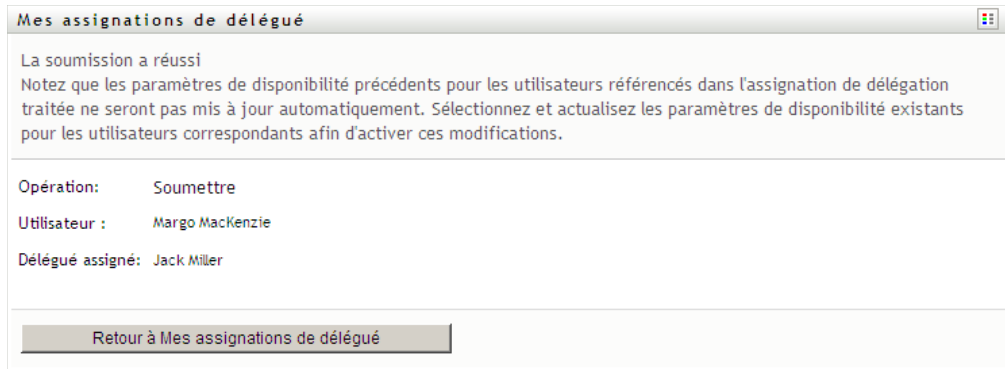 Mes assignations de délégué
La soumission a réussi
Notez que les paramètres de disponibilité précédents pour les utilisateurs référencés dans l'assignation de délégation
traitée ne seront pas mis à jour automatiquement. Sélectionnez et actualisez les paramètres de disponibilité existants
pour les utilisateurs correspondants afin d'activer ces modifications.
Opération: Soumettre
Utilisateur : Margo MacKenzie
Délégué assigné: Jack Miller
Retour à Mes assignations de délégué